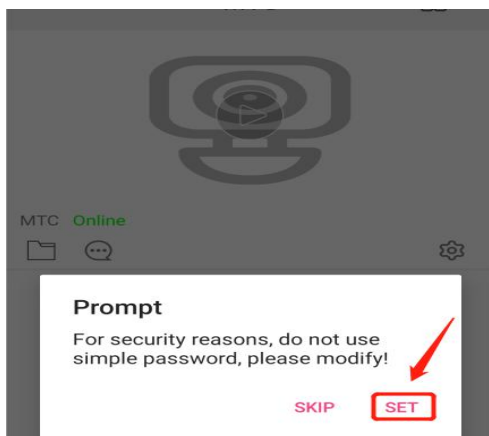 MTC Online
Prompt
For security reasons, do not use
simple password, please modify!
SKIP SET